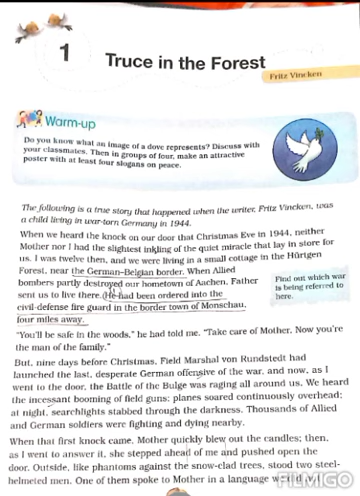 1
Truce in the Forest
Fritz Vincken
Warm-up
Do you know what an image of a dove represents? Discuss with
your classmates. Then in groups of four, make an attractive
poster with at least four slogans on peace.
The following is a true story that happened when the writer, Fritz Vincken, was
a child living in war-torn Germany in 1944.
When we heard the knock on our door that Christmas Eve in 1944, neither
Mother nor I had the slightest inkling of the quiet miracle that lay in store for
us. I was twelve then, and we were living in a small cottage in the Hürtgen
Forest, near the German-Belgian border. When Allied
bombers partly destroyed our hometown of Aachen, Father
sent us to live there. He had been ordered into the
civil-defense fire guard in the border town of Monschau,
four miles away.
Find out which war
is being referred to
here.
"You'll be safe in the woods," he had told me. "Take care of Mother. Now you're
the man of the family."
But, nine days before Christmas, Field Marshal von Rundstedt had
launched the last, desperate German offensive of the war, and now, as I
went to the door, the Battle of the Bulge was raging all around us. We heard
the incessant booming of field guns; planes soared continuously overhead;
at night, searchlights stabbed through the darkness. Thousands of Allied
and German soldiers were fighting and dying nearby.
When that first knock came, Mother quickly blew out the candles; then,
as I went to answer it, she stepped ahead of me and pushed open the
door. Outside, like phantoms against the snow-clad trees, stood two steel-
helmeted men. One of them spoke to Mother in a language
FILMIGO